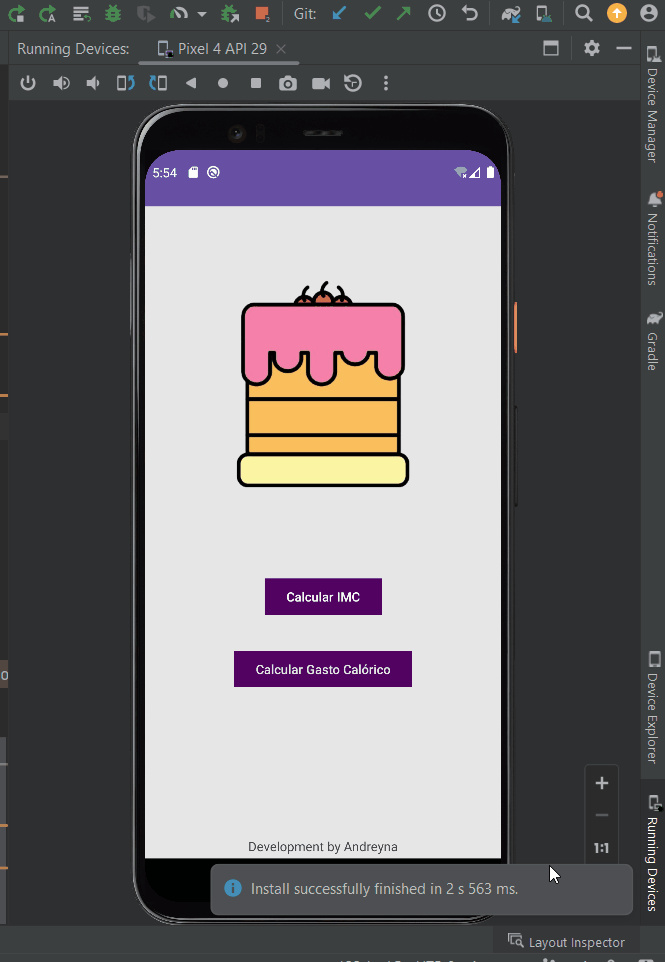 Git:
Running Devices:
Pixel 4 API 29
5:54
Calcular IMC
Calcular Gasto Calórico
Development by Andreyna
1:1
Install successfully finished in 2 s 563 ms.
Layout Inspector
Device Manager
Notifications
Gradle
Device Explorer
Running Devices